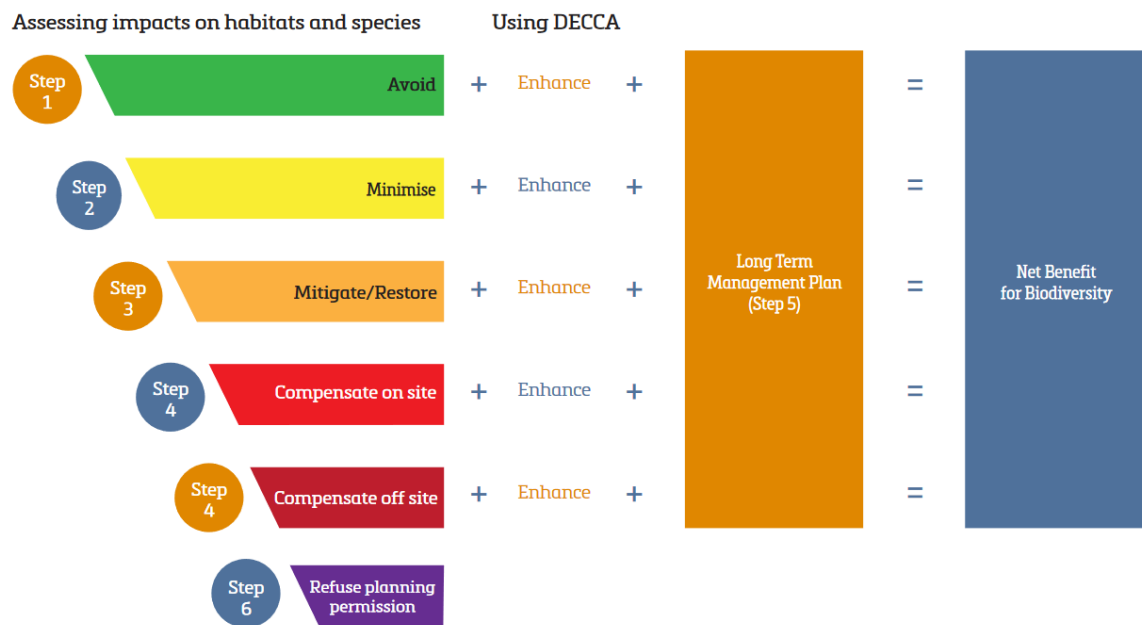 Assessing impacts on habitats and species
Using DECCA
Step
1
Avoid
+ Enhance + =
Step
2
Minimise
+ Enhance + =
Step
3
Mitigate/Restore
+ Enhance + =
Long Term
Management Plan
(Step 5)
Net Benefit
for Biodiversity
Step
4
Compensate on site
+ Enhance + =
Step
4
Compensate off site
+ Enhance + =
Step
6
Refuse planning
permission